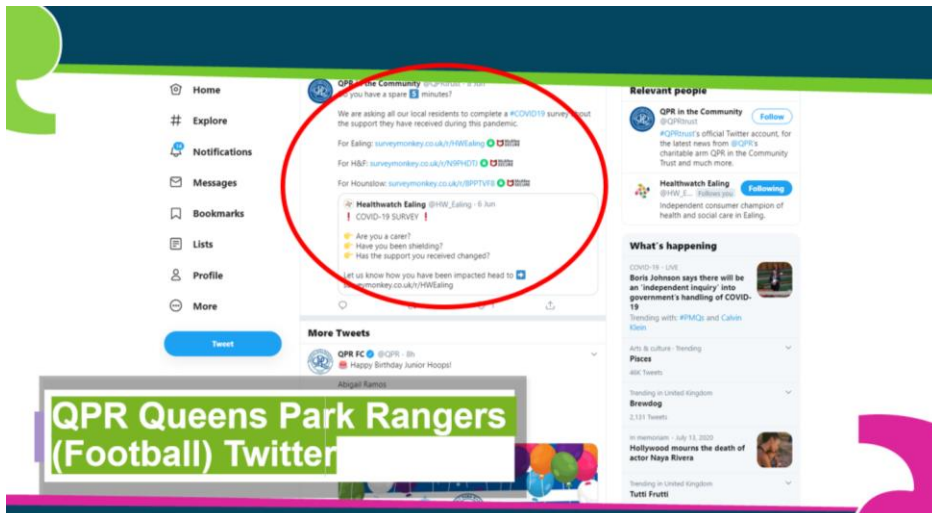 Home
Explore
Notifications
Messages
Bookmarks
Lists
Profile
More
Tweet
QPR in the Community @QPRtrust · 8 Jun
Do you have a spare 5 minutes?
We are asking all our local residents to complete a #COVID19 survey about
the support they have received during this pandemic.
For Ealing: surveymonkey.co.uk/r/HWEaling
For H&F: surveymonkey.co.uk/r/N9PHDTJ
For Hounslow: surveymonkey.co.uk/r/8PPTVF8
Healthwatch Ealing @HW_Ealing · 6 Jun
❗ COVID-19 SURVEY ❗
👉 Are you a carer?
👉 Have you been shielding?
👉 Has the support you received changed?
Let us know how you have been impacted head to ➡
surveymonkey.co.uk/r/HWEaling
More Tweets
QPR FC @QPR · 8h
Happy Birthday Junior Hoops!
Abigail Ramos
Relevant people
QPR in the Community
@QPRtrust
Follow
#QPRtrust's official Twitter account, for
the latest news from @QPR's
charitable arm QPR in the Community
Trust and much more.
Healthwatch Ealing
@HW_E... Follows you
Following
Independent consumer champion of
health and social care in Ealing.
What's happening
COVID-19 · LIVE
Boris Johnson says there will be
an 'independent inquiry' into
government's handling of COVID-
19
Trending with: #PMQs and Calvin
Klein
Arts & culture · Trending
Pisces
46K Tweets
Trending in United Kingdom
Brewdog
2,131 Tweets
In memoriam · July 13, 2020
Hollywood mourns the death of
actor Naya Rivera
Trending in United Kingdom
Tutti Frutti
QPR Queens Park Rangers
(Football) Twitter